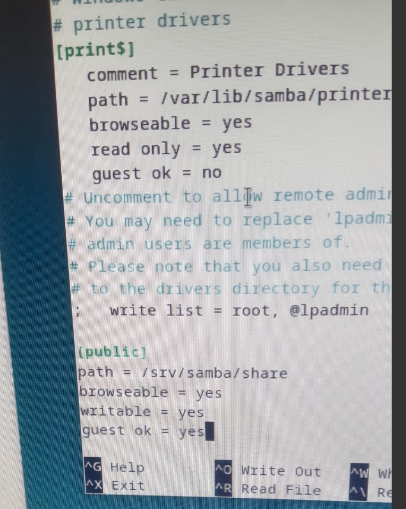 # printer drivers
[print$]
comment = Printer Drivers
path = /var/lib/samba/printer
browseable = yes
read only = yes
guest ok = no
# Uncomment to allow remote admin
# You may need to replace 'lpadmi
# admin users are members of.
# Please note that you also need
# to the drivers directory for th
; write list = root, @lpadmin
[public]
path = /srv/samba/share
browseable = yes
writable = yes
guest ok = yes
^G Help ^O Write Out ^W Wh
^X Exit ^R Read File ^\ Re